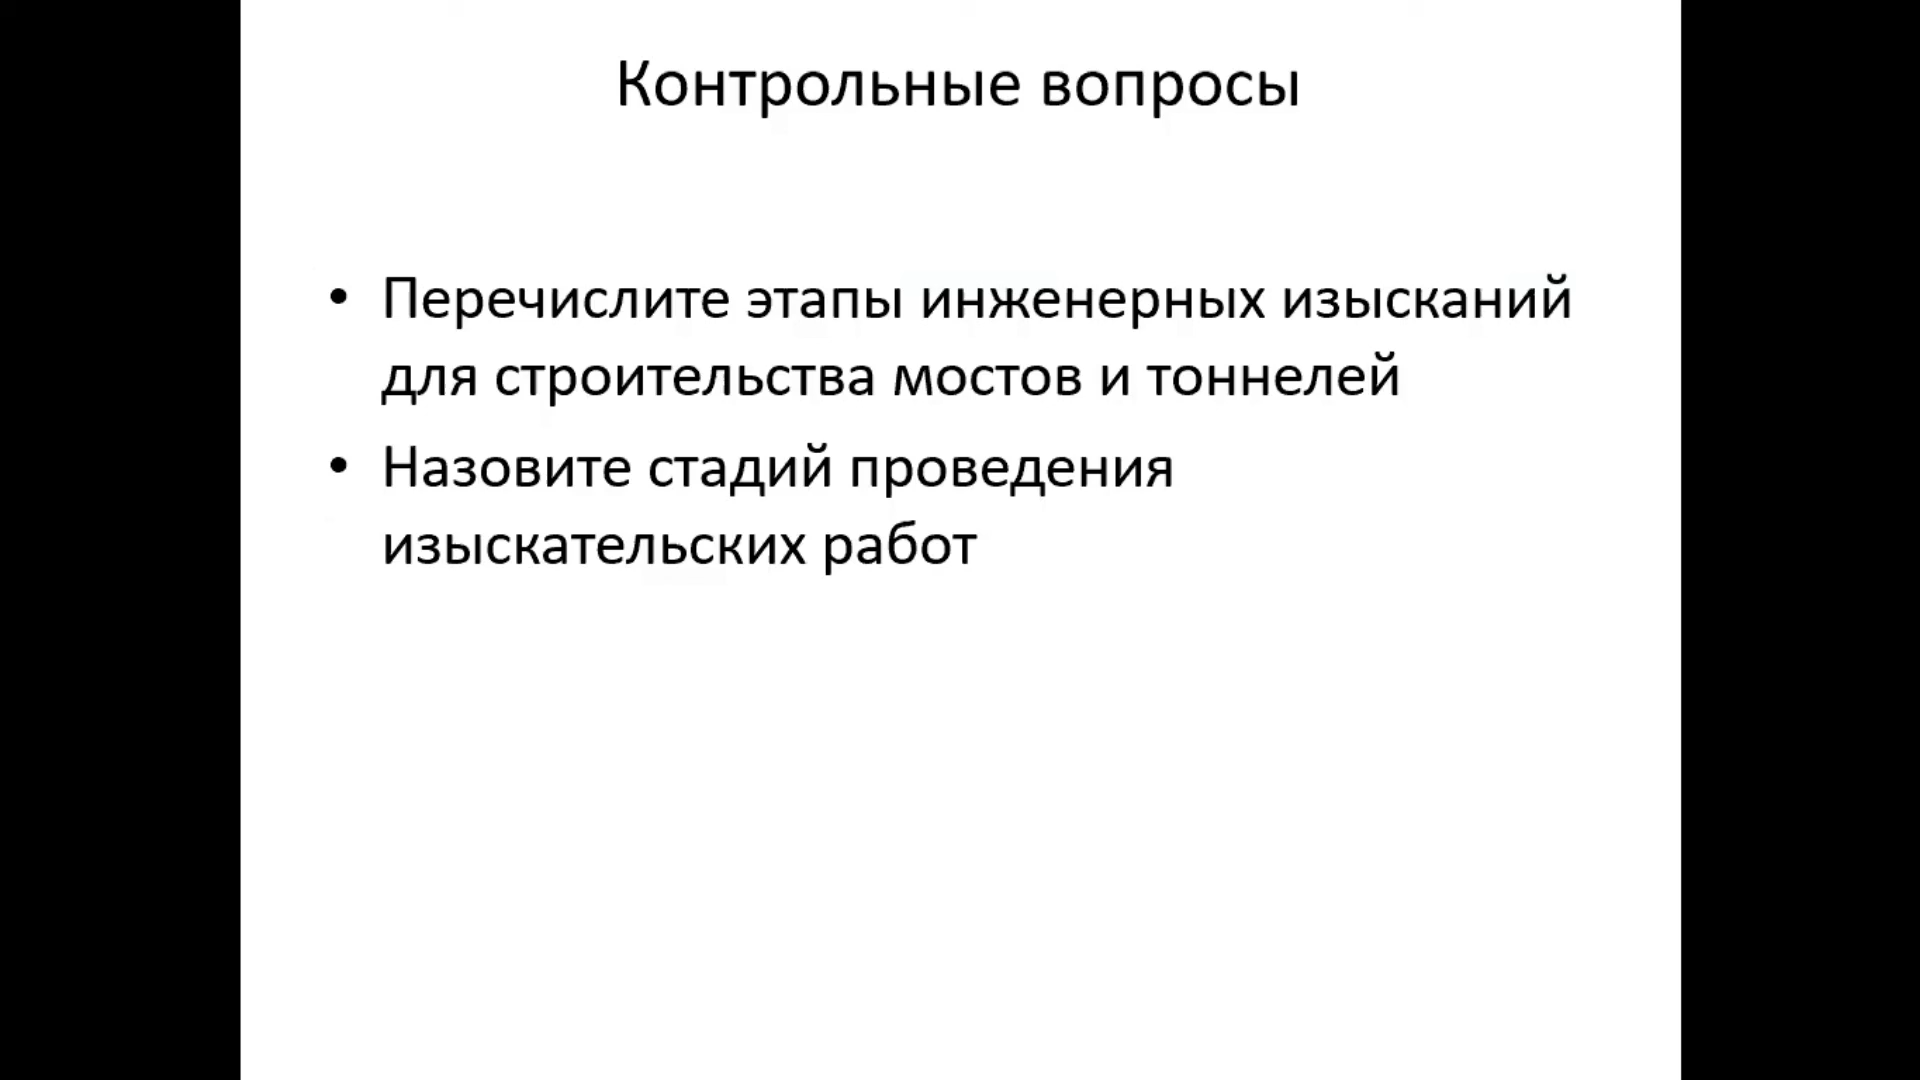 Контрольные вопросы
• Перечислите этапы инженерных изысканий
для строительства мостов и тоннелей
• Назовите стадий проведения
изыскательских работ